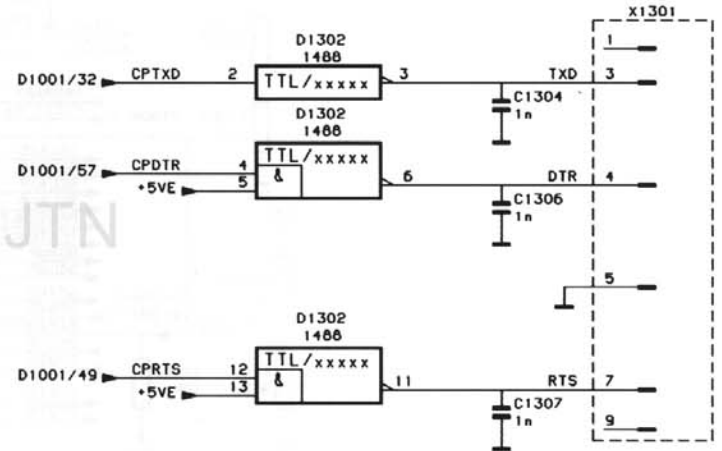 X1301
1
D1302
1488
D1001/32 CPTXD 2 TTL/xxxxx 3 TXD 3
C1304
1n
D1302
1488
TTL/xxxxx
D1001/57 CPDTR 4 & 6 DTR 4
+5VE 5
C1306
1n
JTN
5
D1302
1488
TTL/xxxxx
D1001/49 CPRTS 12 & 11 RTS 7
+5VE 13
C1307
1n
9